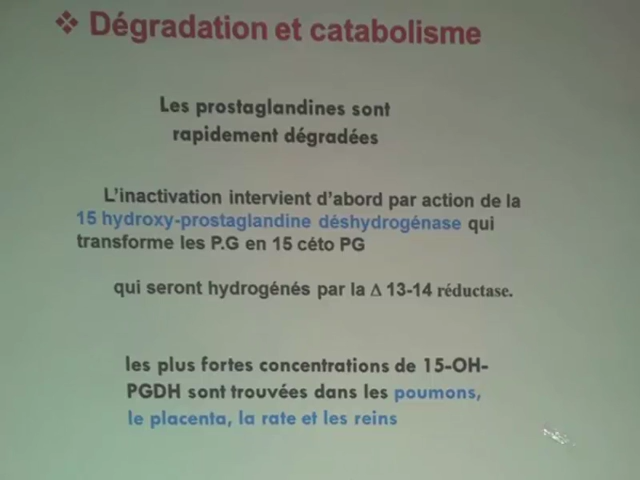 ❖ Dégradation et catabolisme
Les prostaglandines sont
rapidement dégradées
L'inactivation intervient d'abord par action de la
15 hydroxy-prostaglandine déshydrogénase qui
transforme les P.G en 15 céto PG
qui seront hydrogénés par la Δ 13-14 réductase.
les plus fortes concentrations de 15-OH-
PGDH sont trouvées dans les poumons,
le placenta, la rate et les reins